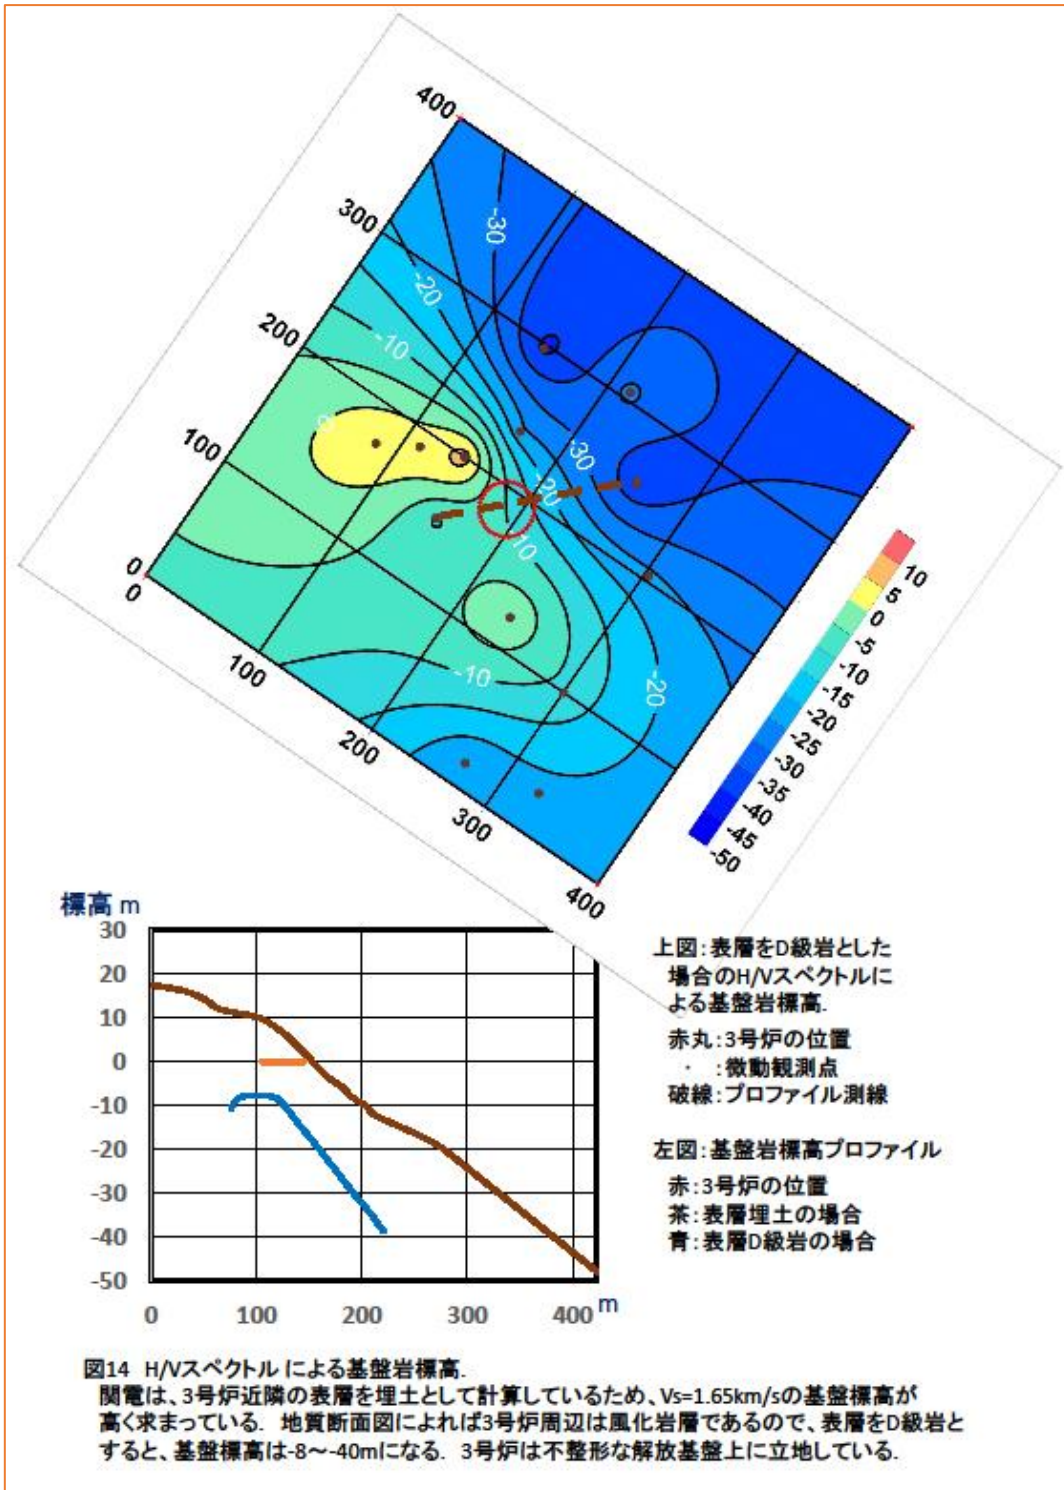 400
300
200
100
0
0
100
200
300
400
-30
-20
-10
0
-30
-20
-10
-10
-20
10
5
0
-5
-10
-15
-20
-25
-30
-35
-40
-45
-50
標高 m
30
20
10
0
-10
-20
-30
-40
-50
0
100
200
300
400
m
上図:表層をD級岩とした
場合のH/Vスペクトルに
よる基盤岩標高.
赤丸:3号炉の位置
・ :微動観測点
破線:プロファイル測線
左図:基盤岩標高プロファイル
赤:3号炉の位置
茶:表層埋土の場合
青:表層D級岩の場合
図14 H/Vスペクトル による基盤岩標高.
関電は、3号炉近隣の表層を埋土として計算しているため、Vs=1.65km/sの基盤標高が
高く求まっている. 地質断面図によれば3号炉周辺は風化岩層であるので、表層をD級岩と
すると、基盤標高は-8～-40mになる. 3号炉は不整形な解放基盤上に立地している.